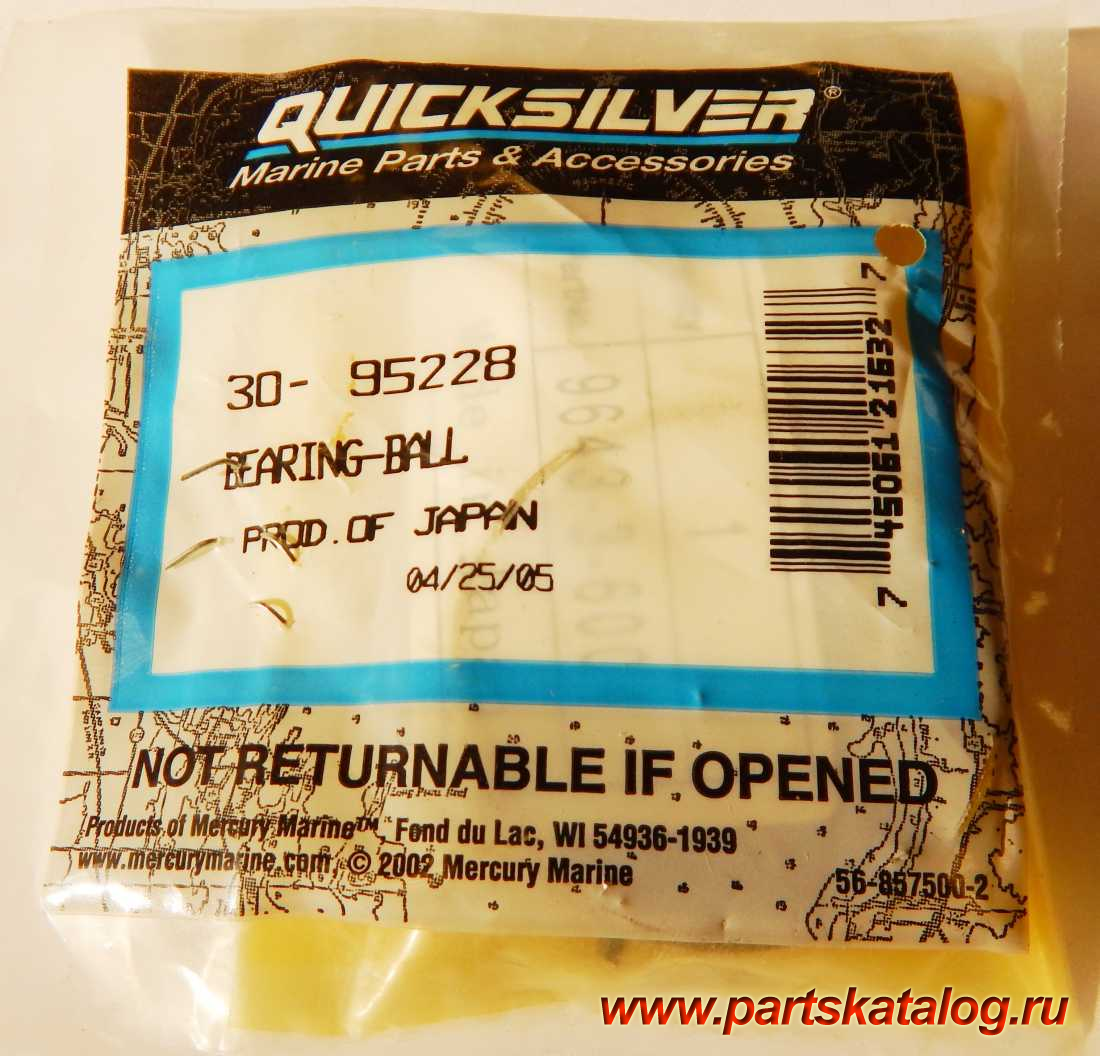 QUICKSILVER®
Marine Parts & Accessories
30- 95228
BEARING-BALL
PROD.OF JAPAN
04/25/05
7 45061 21632 7
NOT RETURNABLE IF OPENED
Products of Mercury Marine™, Fond du Lac, WI 54936-1939
www.mercurymarine.com, © 2002 Mercury Marine
56-857500-2
www.partskatalog.ru